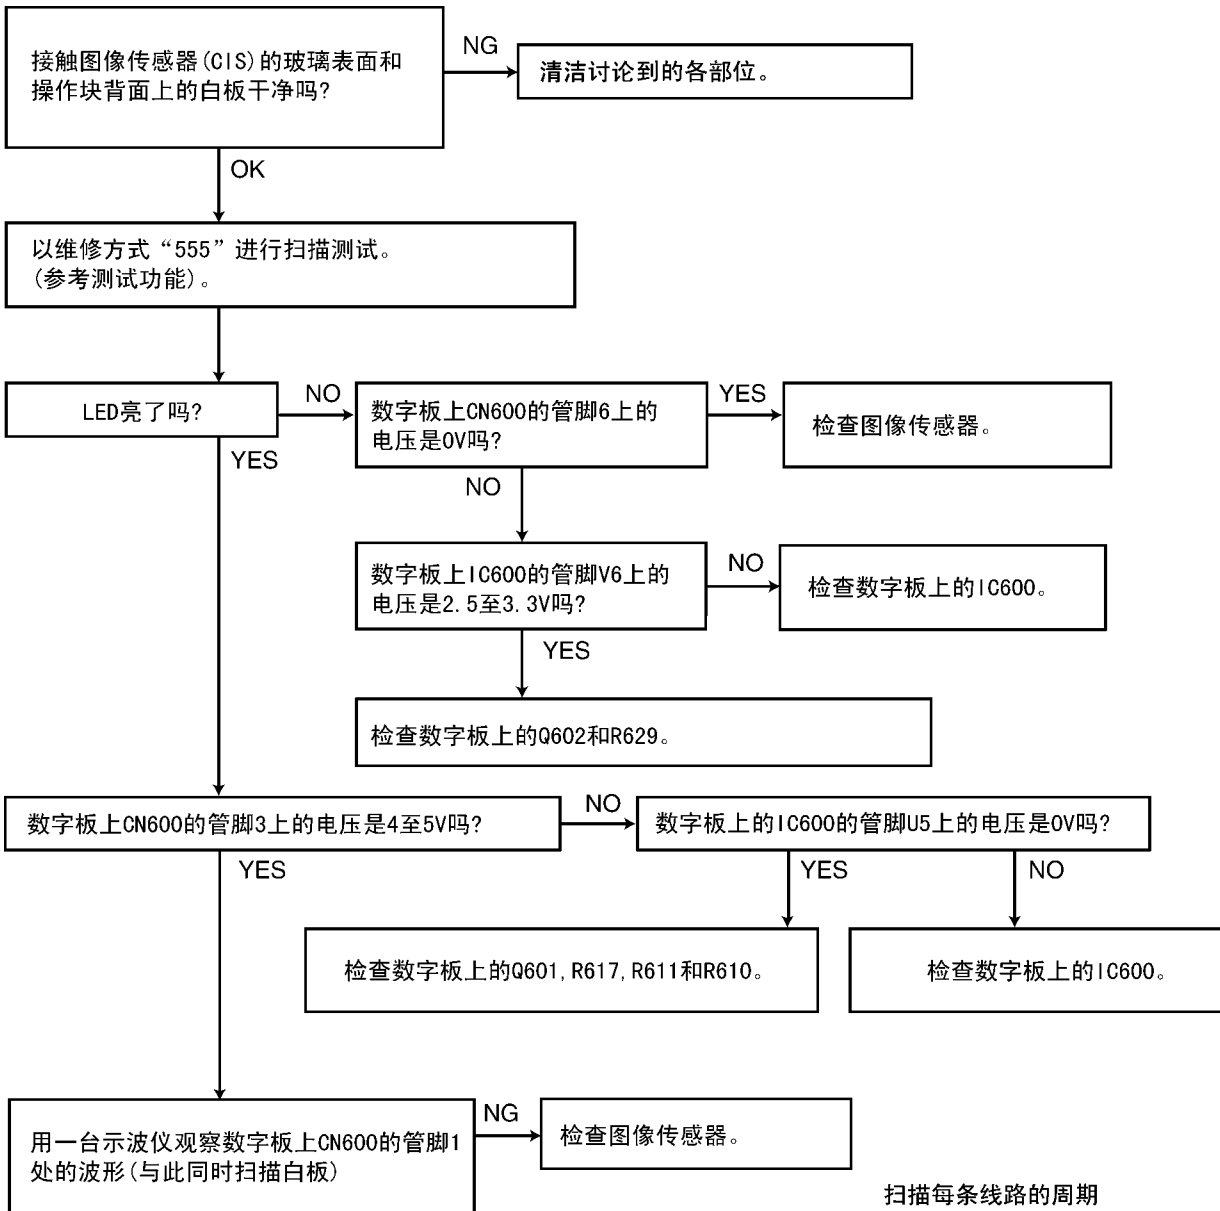 接触图像传感器(CIS)的玻璃表面和
操作块背面上的白板干净吗?
NG
清洁讨论到的各部位。
OK
以维修方式“555”进行扫描测试。
(参考测试功能)。
LED亮了吗?
NO
数字板上CN600的管脚6上的
电压是0V吗?
YES
检查图像传感器。
YES
NO
数字板上IC600的管脚V6上的
电压是2.5至3.3V吗?
NO
检查数字板上的IC600。
YES
检查数字板上的Q602和R629。
数字板上CN600的管脚3上的电压是4至5V吗?
NO
数字板上的IC600的管脚U5上的电压是0V吗?
YES
YES
NO
检查数字板上的Q601,R617,R611和R610。
检查数字板上的IC600。
用一台示波仪观察数字板上CN600的管脚1
处的波形(与此同时扫描白板)
NG
检查图像传感器。
扫描每条线路的周期